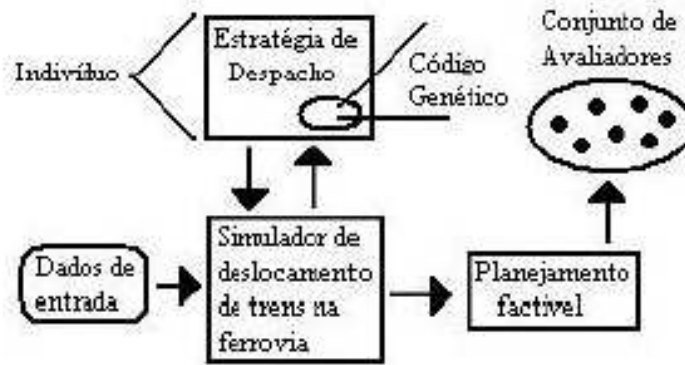 Indivíduo
Estratégia de
Despacho
Código
Genético
Conjunto de
Avaliadores
Dados de
entrada
Simulador de
deslocamento
de trens na
ferrovia
Planejamento
factível